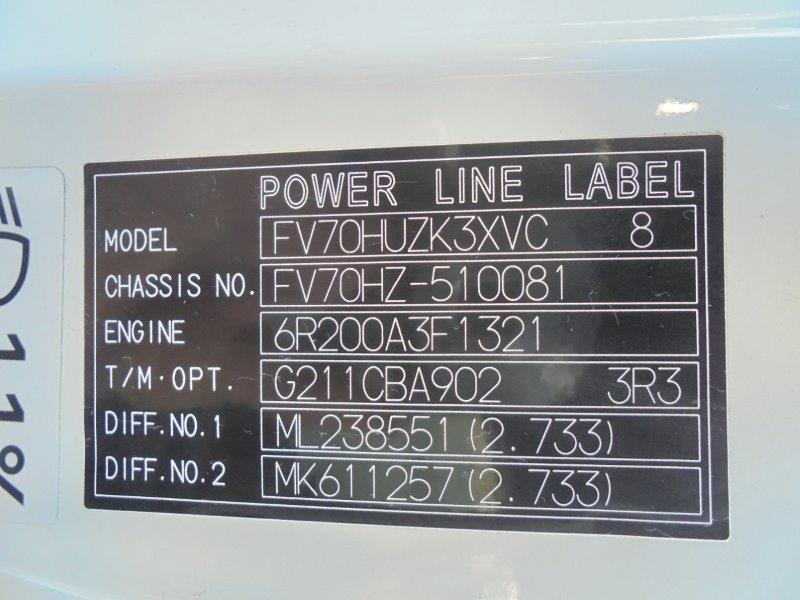 POWER LINE LABEL
MODEL FV70HUZK3XVC 8
CHASSIS NO. FV70HZ-510081
ENGINE 6R200A3F1321
T/M·OPT. G211CBA902 3R3
DIFF.NO.1 ML238551(2.733)
DIFF.NO.2 MK611257(2.733)
11%